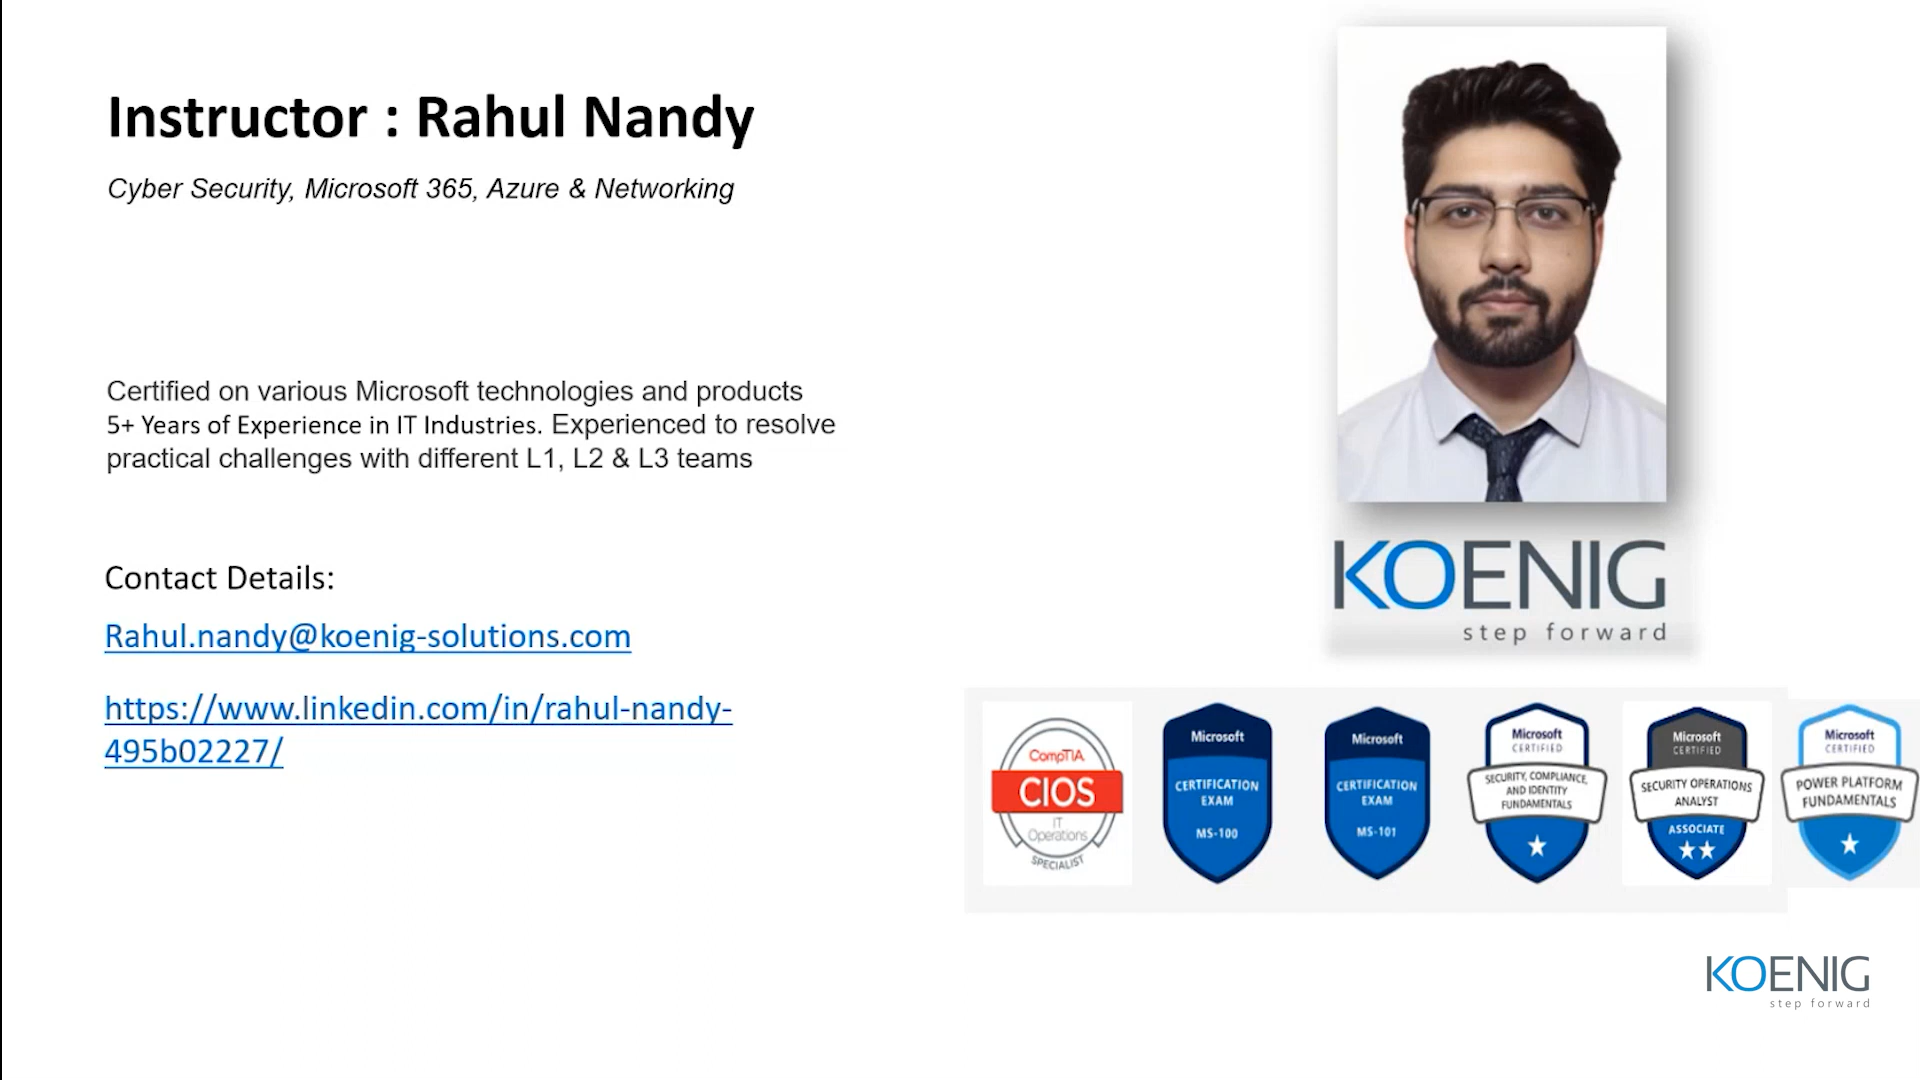 Instructor : Rahul Nandy
Cyber Security, Microsoft 365, Azure & Networking
Certified on various Microsoft technologies and products
5+ Years of Experience in IT Industries. Experienced to resolve
practical challenges with different L1, L2 & L3 teams
Contact Details:
Rahul.nandy@koenig-solutions.com
https://www.linkedin.com/in/rahul-nandy-
495b02227/
KOENIG
step forward
CompTIA
CIOS
IT
Operations
SPECIALIST
Microsoft
CERTIFICATION
EXAM
MS-100
Microsoft
CERTIFICATION
EXAM
MS-101
Microsoft
CERTIFIED
SECURITY, COMPLIANCE,
AND IDENTITY
FUNDAMENTALS
Microsoft
CERTIFIED
SECURITY OPERATIONS
ANALYST
ASSOCIATE
Microsoft
CERTIFIED
POWER PLATFORM
FUNDAMENTALS
KOENIG
step forward